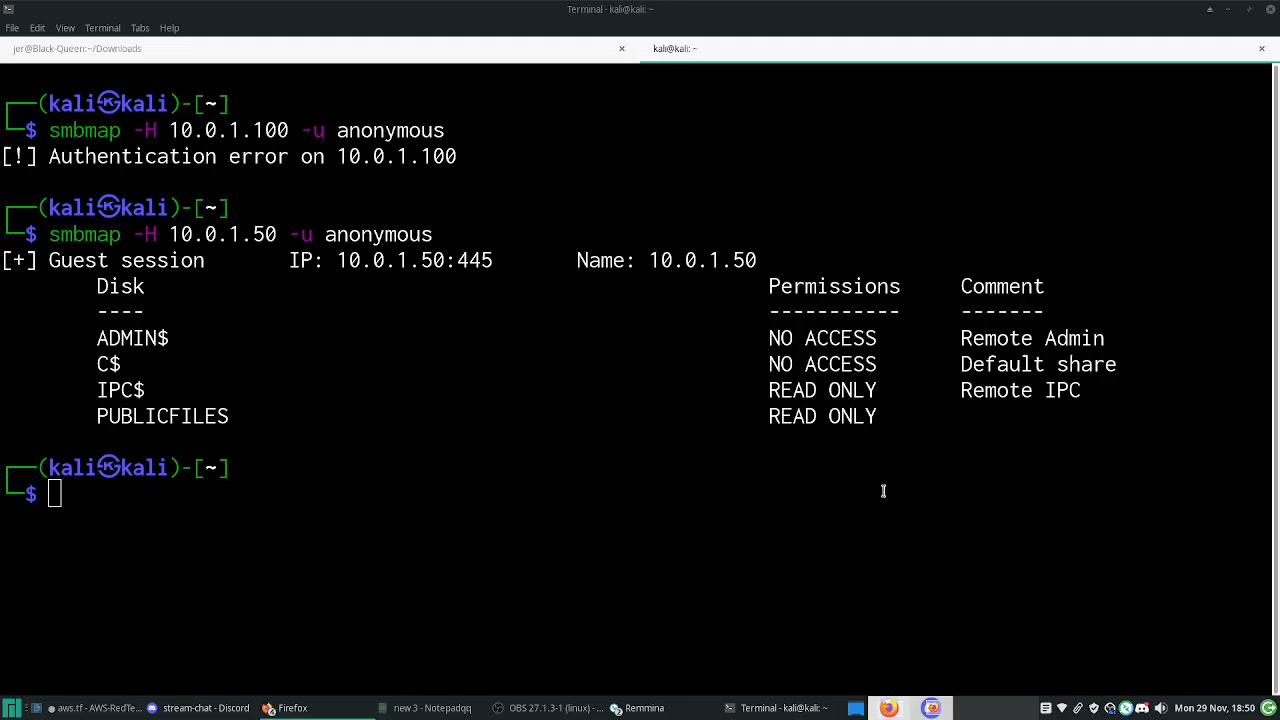 Terminal - kali@kali: ~
File Edit View Terminal Tabs Help
jer@Black-Queen:~/Downloads × kali@kali: ~ ×
┌──(kali㉿kali)-[~]
└─$ smbmap -H 10.0.1.100 -u anonymous
[!] Authentication error on 10.0.1.100
┌──(kali㉿kali)-[~]
└─$ smbmap -H 10.0.1.50 -u anonymous
[+] Guest session IP: 10.0.1.50:445 Name: 10.0.1.50
Disk Permissions Comment
---- ----------- -------
ADMIN$ NO ACCESS Remote Admin
C$ NO ACCESS Default share
IPC$ READ ONLY Remote IPC
PUBLICFILES READ ONLY
┌──(kali㉿kali)-[~]
└─$
● aws.tf - AWS-RedTe... stream-chat - Discord Firefox new 3 - Notepadqq OBS 27.1.3-1 (linux) -... Remmina Terminal - kali@kali: ~ Mon 29 Nov, 18:50